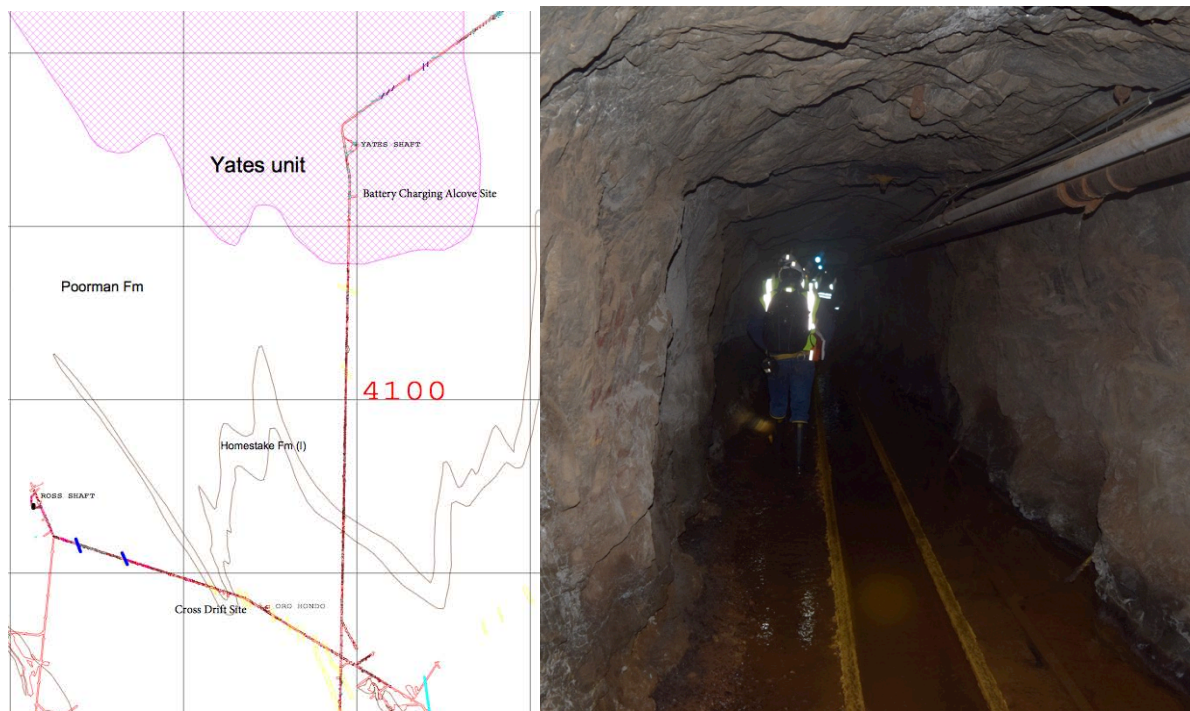 YATES SHAFT
Yates unit
Battery Charging Alcove Site
Poorman Fm
4100
Homestake Fm (I)
ROSS SHAFT
Cross Drift Site
ORO HONDO